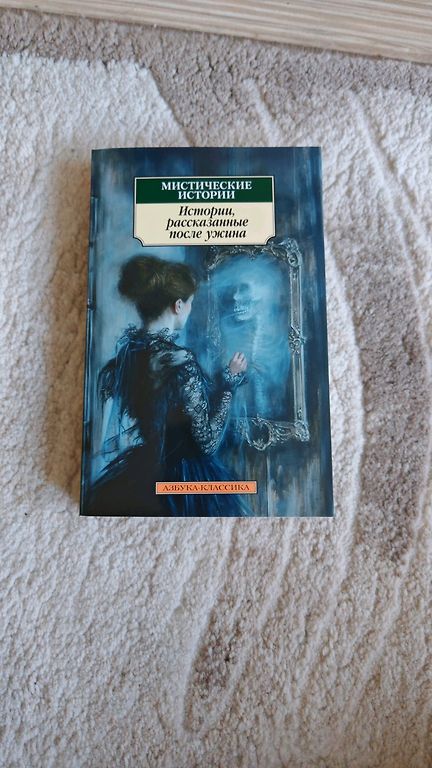 МИСТИЧЕСКИЕ
ИСТОРИИ
Истории,
рассказанные
после ужина
АЗБУКА-КЛАССИКА